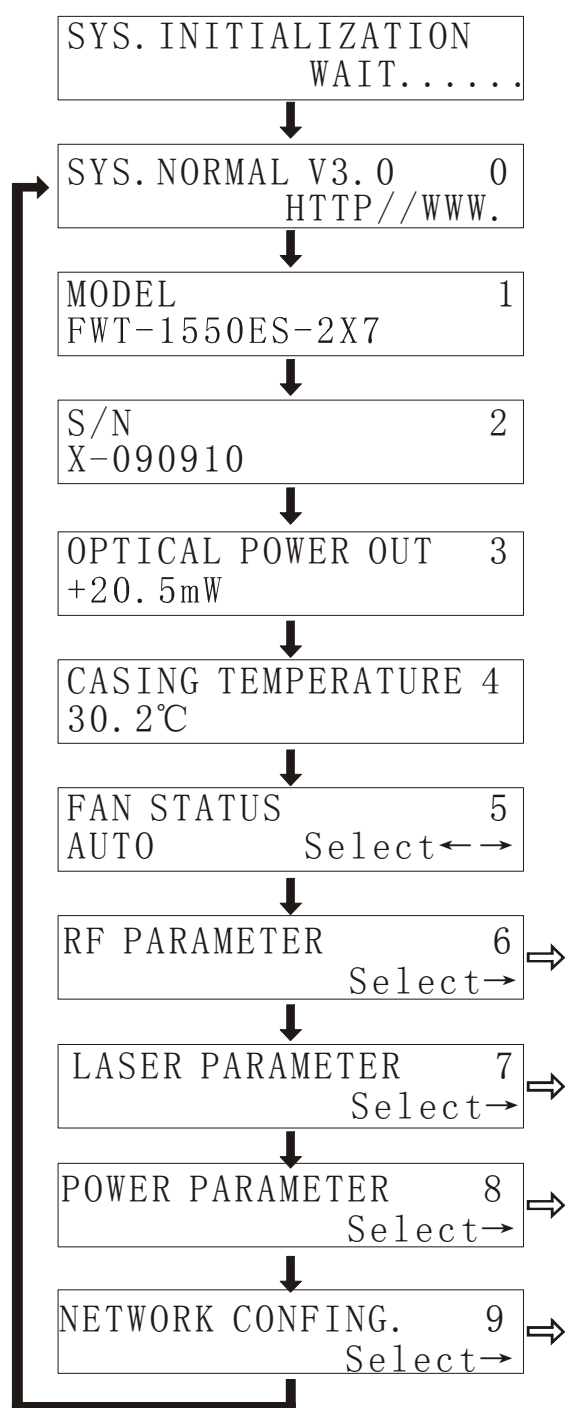 SYS. INITIALIZATION
WAIT......
SYS. NORMAL V3.0 0
HTTP//WWW.
MODEL 1
FWT-1550ES-2X7
S/N 2
X-090910
OPTICAL POWER OUT 3
+20.5mW
CASING TEMPERATURE 4
30.2℃
FAN STATUS 5
AUTO Select←→
RF PARAMETER 6
Select→
LASER PARAMETER 7
Select→
POWER PARAMETER 8
Select→
NETWORK CONFING. 9
Select→